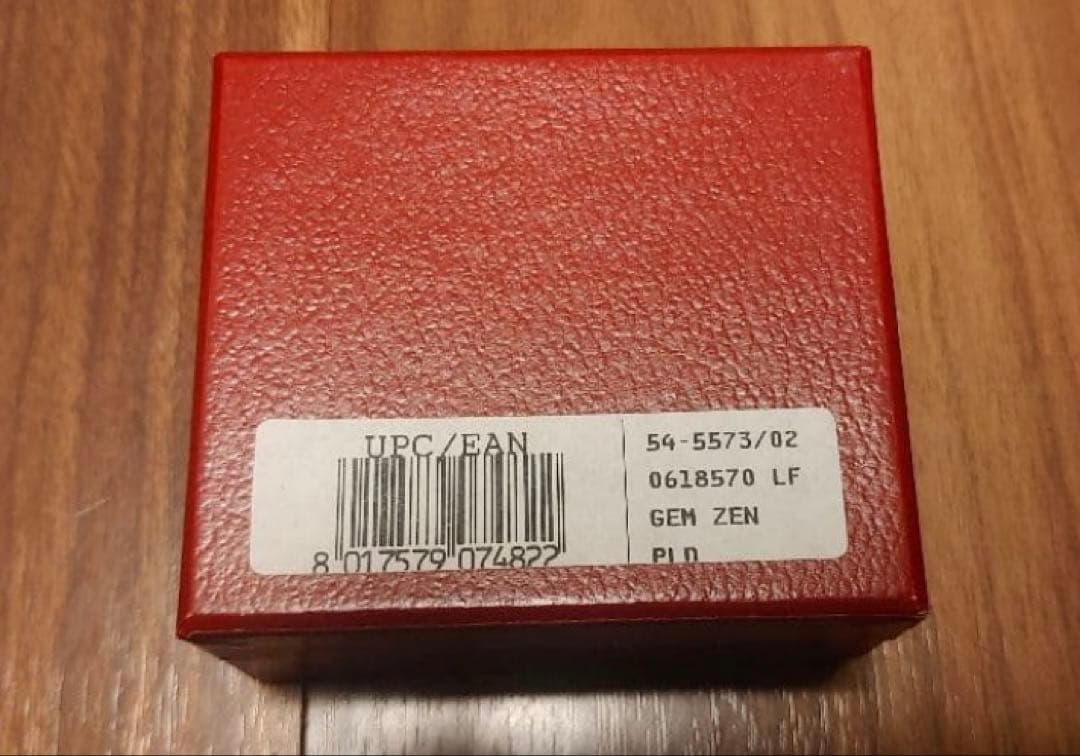 UPC/EAN
8 017579 074822
54-5573/02
0618570 LF
GEM ZEN
PLD